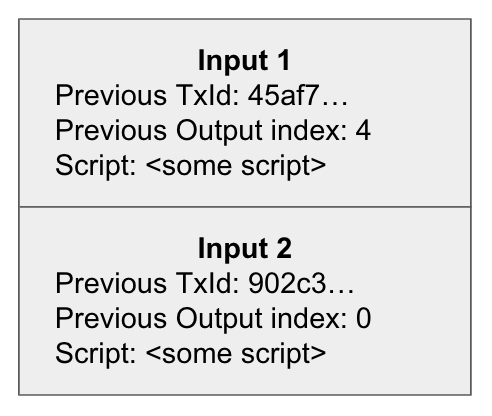 Input 1
Previous TxId: 45af7…
Previous Output index: 4
Script: <some script>
Input 2
Previous TxId: 902c3…
Previous Output index: 0
Script: <some script>